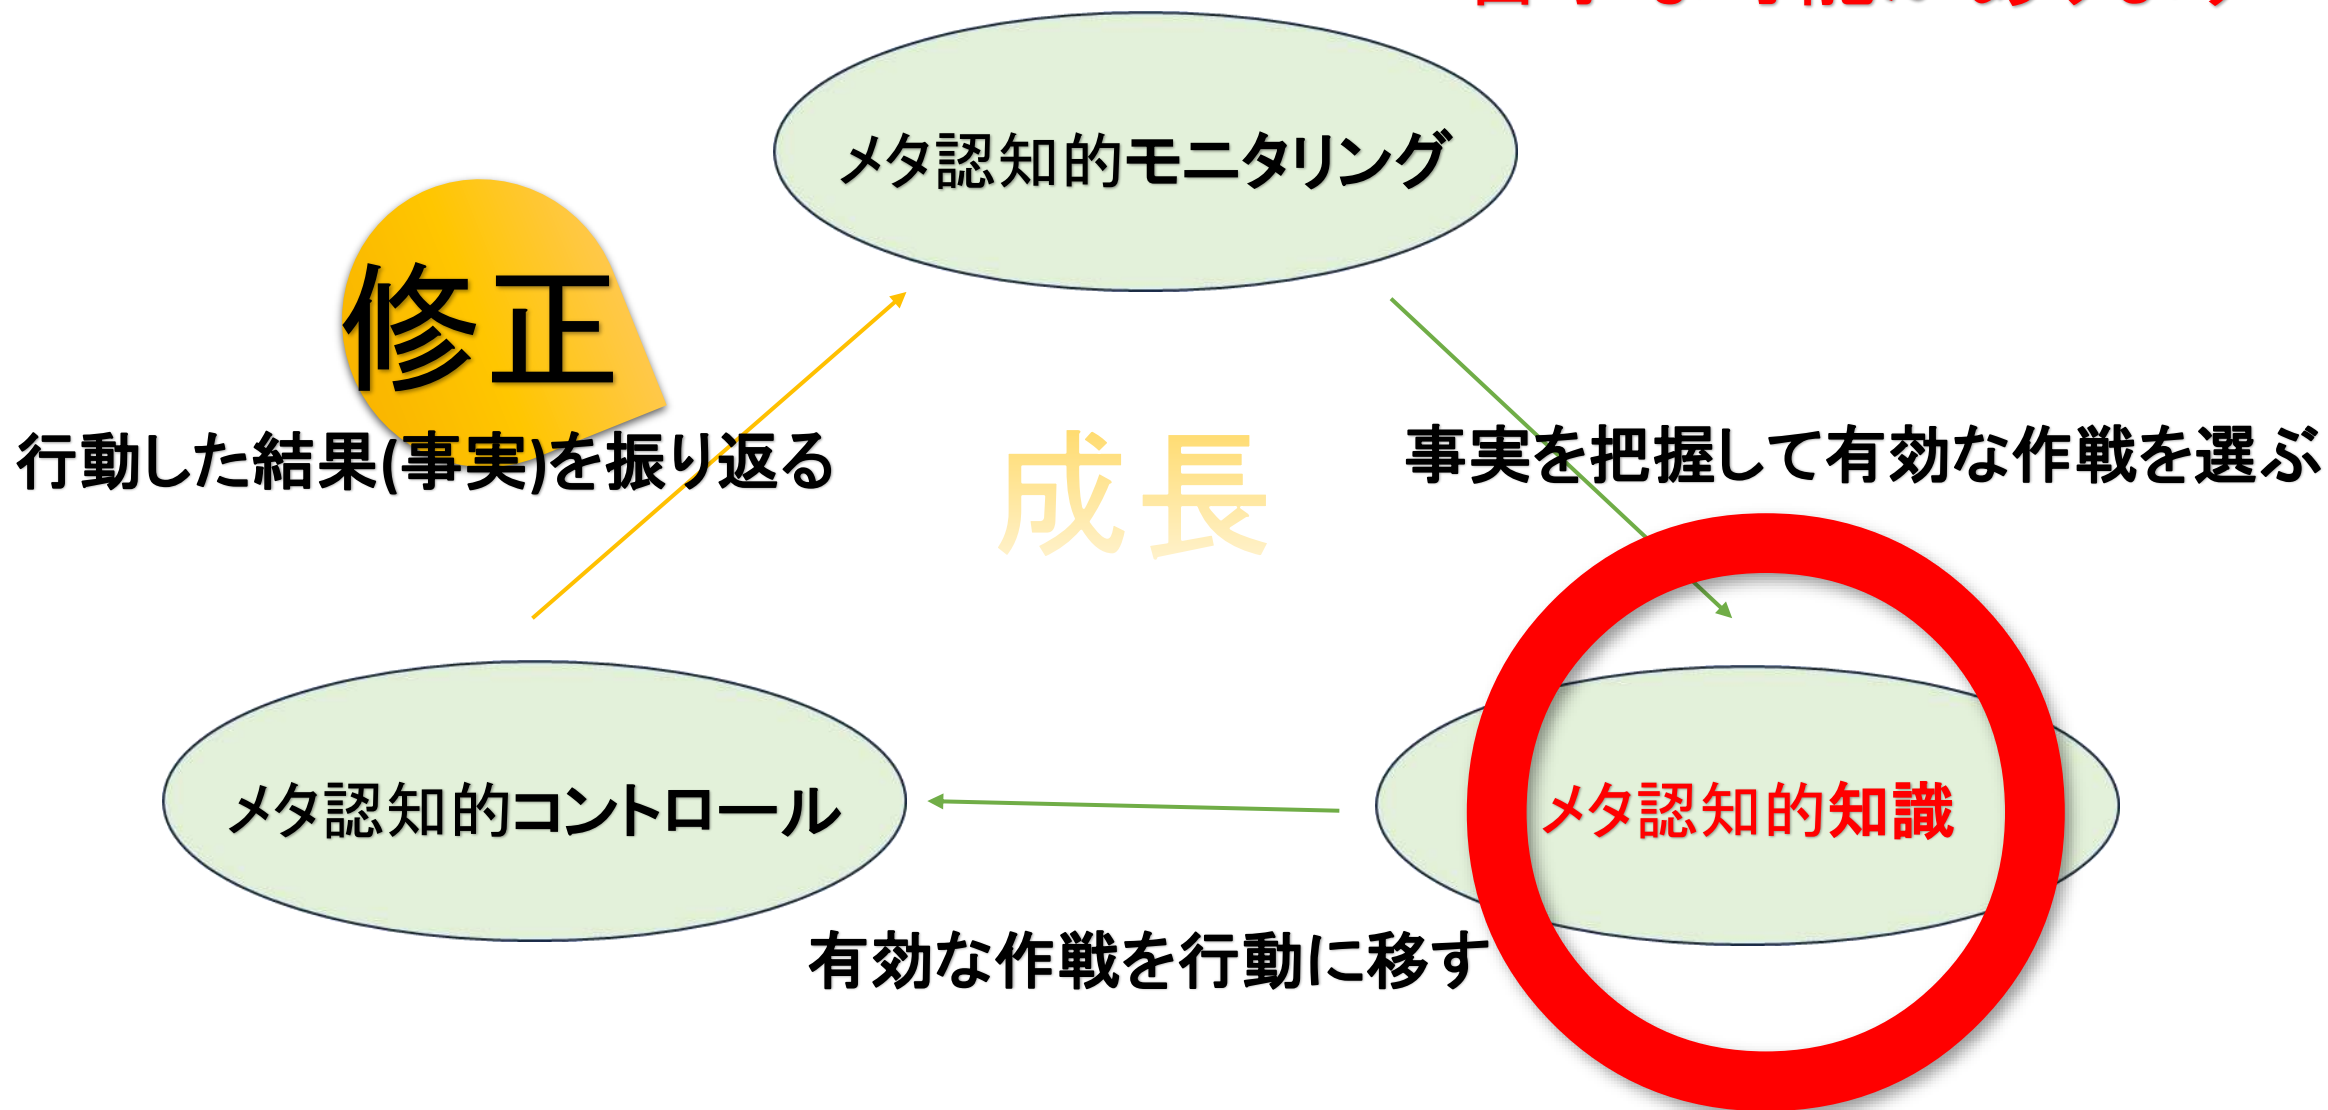 メタ認知的モニタリング
修正
行動した結果(事実)を振り返る
成長
事実を把握して有効な作戦を選ぶ
メタ認知的コントロール
メタ認知的知識
有効な作戦を行動に移す